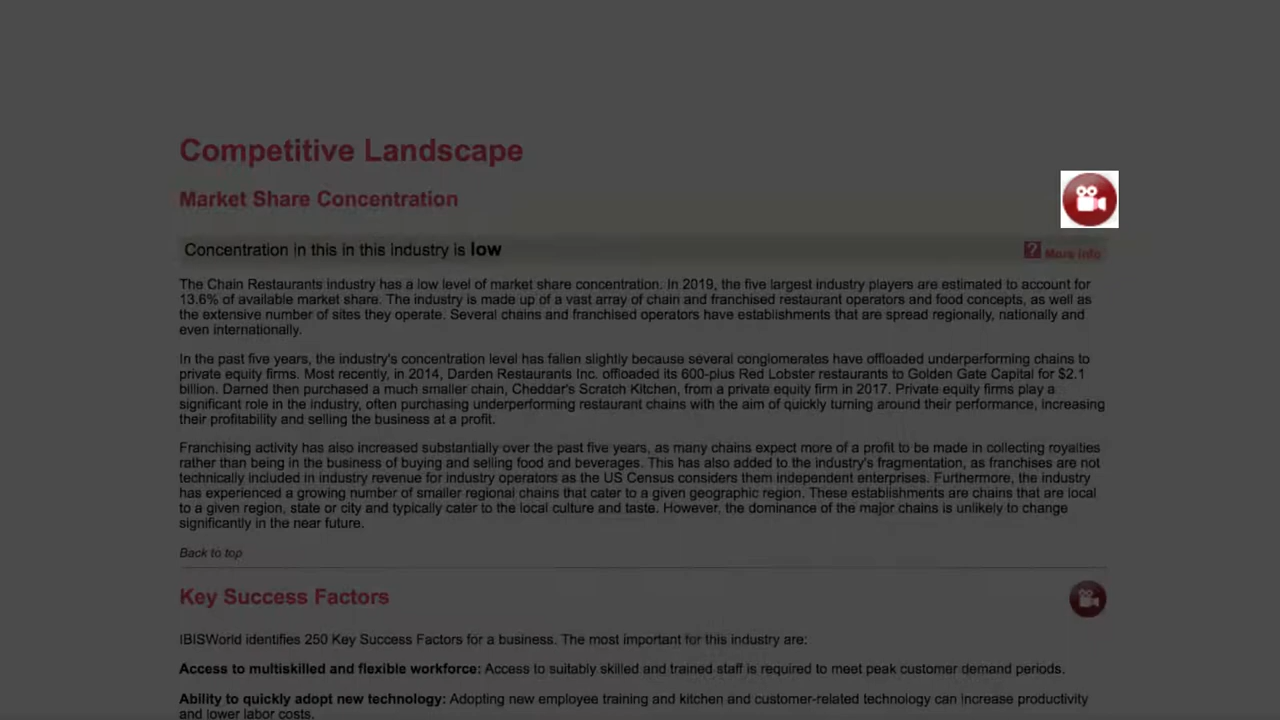 Competitive Landscape
Market Share Concentration
Concentration in this in this industry is low
? More Info
The Chain Restaurants industry has a low level of market share concentration. In 2019, the five largest industry players are estimated to account for
13.6% of available market share. The industry is made up of a vast array of chain and franchised restaurant operators and food concepts, as well as
the extensive number of sites they operate. Several chains and franchised operators have establishments that are spread regionally, nationally and
even internationally.
In the past five years, the industry's concentration level has fallen slightly because several conglomerates have offloaded underperforming chains to
private equity firms. Most recently, in 2014, Darden Restaurants Inc. offloaded its 600-plus Red Lobster restaurants to Golden Gate Capital for $2.1
billion. Darned then purchased a much smaller chain, Cheddar's Scratch Kitchen, from a private equity firm in 2017. Private equity firms play a
significant role in the industry, often purchasing underperforming restaurant chains with the aim of quickly turning around their performance, increasing
their profitability and selling the business at a profit.
Franchising activity has also increased substantially over the past five years, as many chains expect more of a profit to be made in collecting royalties
rather than being in the business of buying and selling food and beverages. This has also added to the industry's fragmentation, as franchises are not
technically included in industry revenue for industry operators as the US Census considers them independent enterprises. Furthermore, the industry
has experienced a growing number of smaller regional chains that cater to a given geographic region. These establishments are chains that are local
to a given region, state or city and typically cater to the local culture and taste. However, the dominance of the major chains is unlikely to change
significantly in the near future.
Back to top
Key Success Factors
IBISWorld identifies 250 Key Success Factors for a business. The most important for this industry are:
Access to multiskilled and flexible workforce: Access to suitably skilled and trained staff is required to meet peak customer demand periods.
Ability to quickly adopt new technology: Adopting new employee training and kitchen and customer-related technology can increase productivity
and lower labor costs.